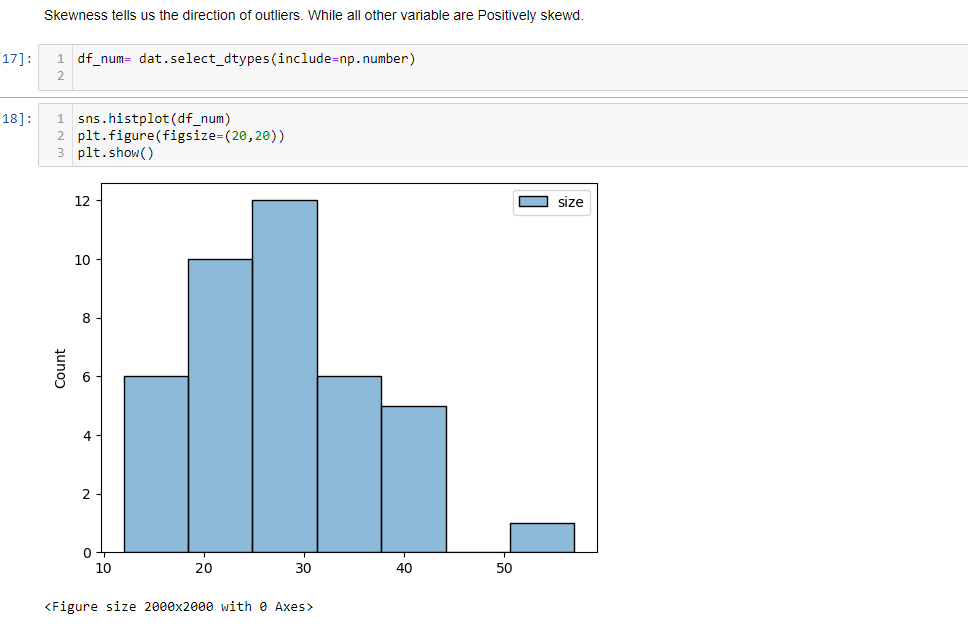 Skewness tells us the direction of outliers. While all other variable are Positively skewd.
17]:
1 df_num= dat.select_dtypes(include=np.number)
2
18]:
1 sns.histplot(df_num)
2 plt.figure(figsize=(20,20))
3 plt.show()
size
12
10
8
6
4
2
0
Count
10 20 30 40 50
<Figure size 2000x2000 with 0 Axes>